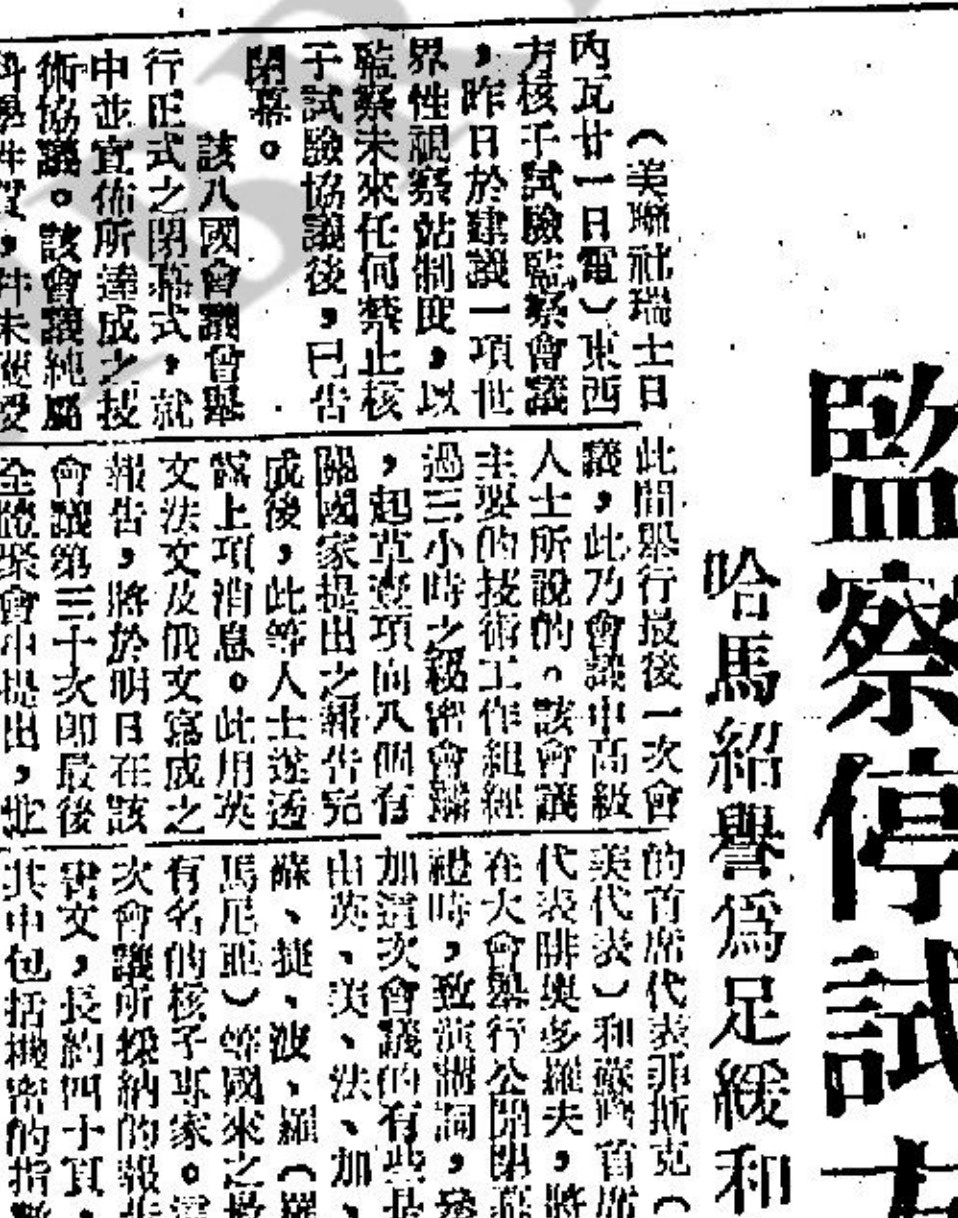 監察停試方
哈馬紹譽爲足緩和
（美聯社瑞士日
內瓦廿一日電）東西
方核子試驗監察會議
，昨日於建議一項世
界性視察站制度，以
監察未來任何禁止核
子試驗協議後，已告
閉幕。
該八國會議曾舉
行正式之閉幕式，就
中並宣佈所達成之技
術協議。該會議純屬
科學性質，并未
此間舉行最後一次會
議，此乃會議中高級
人士所說的。該會議
主要的技術工作組經
過三小時之秘密會議
，起草這項向八個有
關國家提出之報告完
成後，此等人士遂透
露上項消息。此用英
文法文及俄文寫成之
報告，將於明日在該
會議第三十次即最後
全體聚會中提出，
的首席代表菲斯克（
美代表）和蘇聯首席
代表腓奧多羅夫，將
在大會舉行公開閉幕
禮時，致演講詞，參
加這次會議的有些是
由英、美、法、加、
蘇、捷、波、羅（羅
馬尼亞）等國來之最
有名的核子專家。這
次會議所採納的報告
書文，長約四十頁，
其中包括機密的指